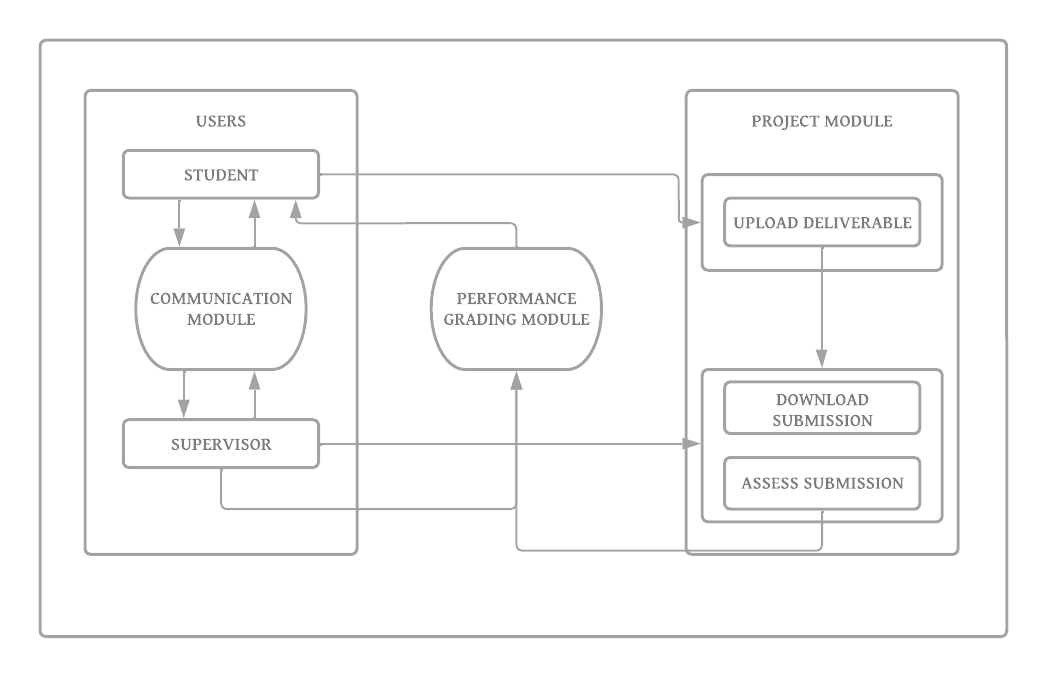 USERS
STUDENT
COMMUNICATION
MODULE
SUPERVISOR
PERFORMANCE
GRADING MODULE
PROJECT MODULE
UPLOAD DELIVERABLE
DOWNLOAD
SUBMISSION
ASSESS SUBMISSION